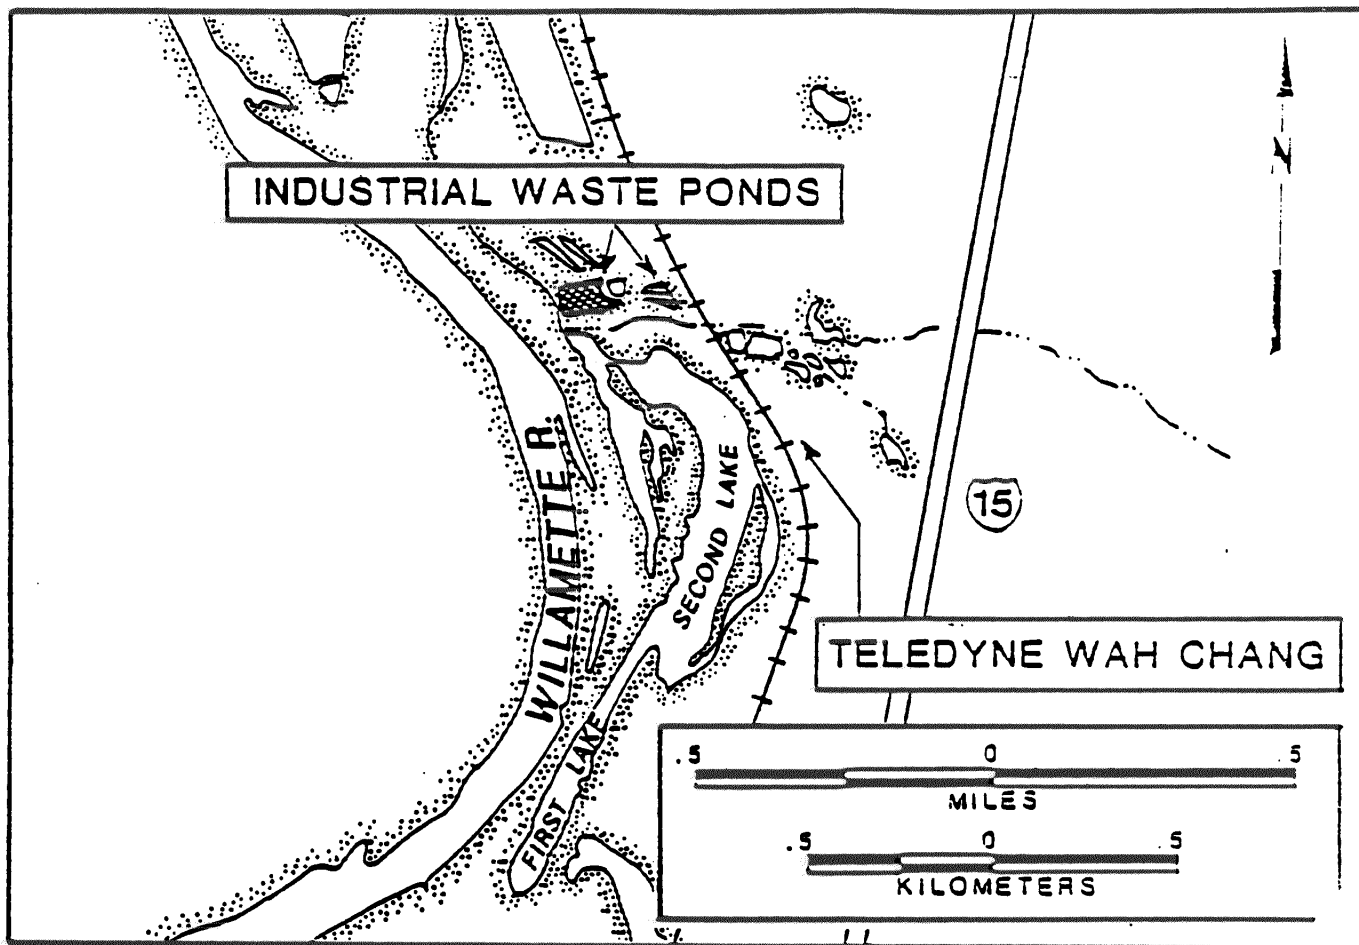 INDUSTRIAL WASTE PONDS
N
WILLAMETTE R.
SECOND LAKE
15
TELEDYNE WAH CHANG
FIRST LAKE
.5 0 5
MILES
.5 0 5
KILOMETERS